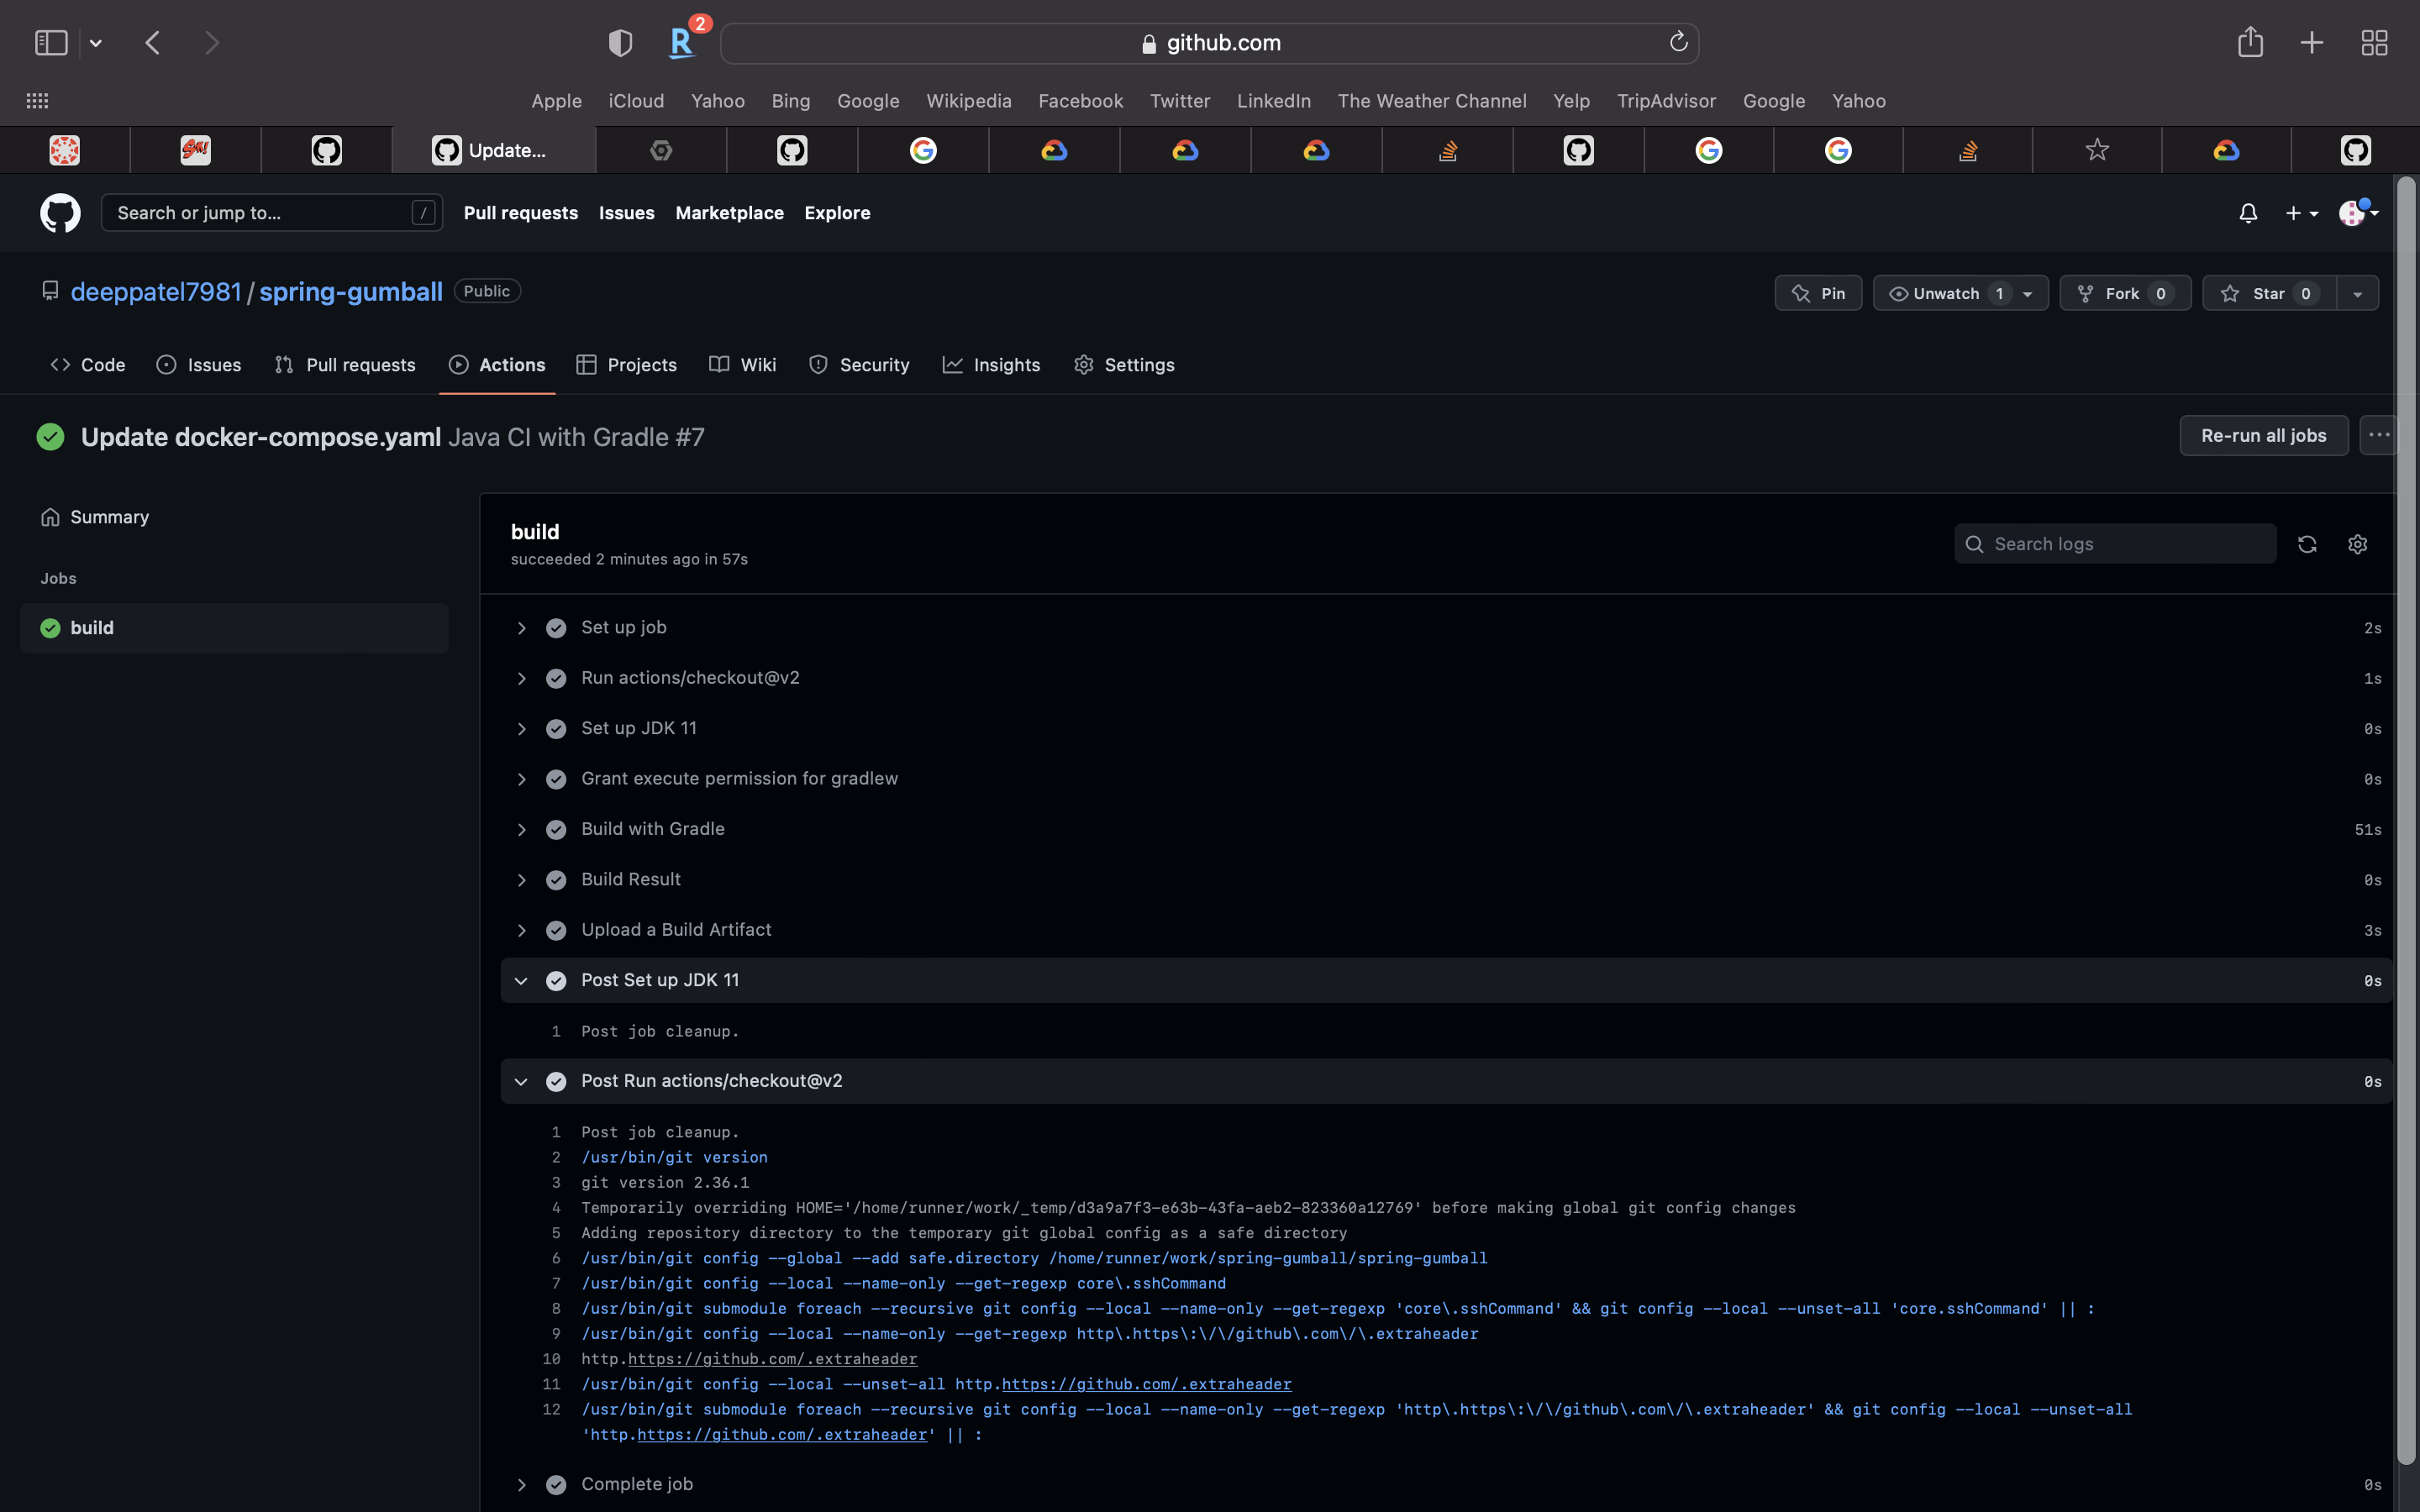 2
github.com
Apple iCloud Yahoo Bing Google Wikipedia Facebook Twitter LinkedIn The Weather Channel Yelp TripAdvisor Google Yahoo
Update...
Search or jump to... / Pull requests Issues Marketplace Explore
deeppatel7981 / spring-gumball Public
Pin Unwatch 1 Fork 0 Star 0
Code Issues Pull requests Actions Projects Wiki Security Insights Settings
Update docker-compose.yaml Java CI with Gradle #7
Re-run all jobs ...
Summary
Jobs
build
build
succeeded 2 minutes ago in 57s
Search logs
Set up job 2s
Run actions/checkout@v2 1s
Set up JDK 11 0s
Grant execute permission for gradlew 0s
Build with Gradle 51s
Build Result 0s
Upload a Build Artifact 3s
Post Set up JDK 11 0s
1 Post job cleanup.
Post Run actions/checkout@v2 0s
1 Post job cleanup.
2 /usr/bin/git version
3 git version 2.36.1
4 Temporarily overriding HOME='/home/runner/work/_temp/d3a9a7f3-e63b-43fa-aeb2-823360a12769' before making global git config changes
5 Adding repository directory to the temporary git global config as a safe directory
6 /usr/bin/git config --global --add safe.directory /home/runner/work/spring-gumball/spring-gumball
7 /usr/bin/git config --local --name-only --get-regexp core\.sshCommand
8 /usr/bin/git submodule foreach --recursive git config --local --name-only --get-regexp 'core\.sshCommand' && git config --local --unset-all 'core.sshCommand' || :
9 /usr/bin/git config --local --name-only --get-regexp http\.https\:\/\/github\.com\/\.extraheader
10 http.https://github.com/.extraheader
11 /usr/bin/git config --local --unset-all http.https://github.com/.extraheader
12 /usr/bin/git submodule foreach --recursive git config --local --name-only --get-regexp 'http\.https\:\/\/github\.com\/\.extraheader' && git config --local --unset-all
'http.https://github.com/.extraheader' || :
Complete job 0s